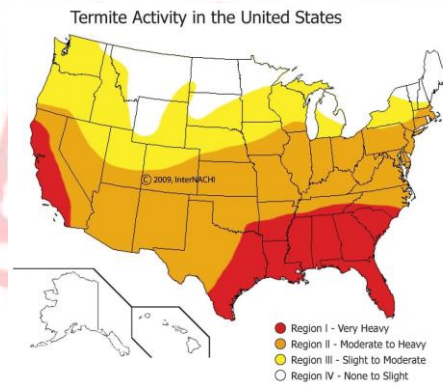 Termite Activity in the United States
© 2009, InterNACHI
Region I - Very Heavy
Region II - Moderate to Heavy
Region III - Slight to Moderate
Region IV - None to Slight